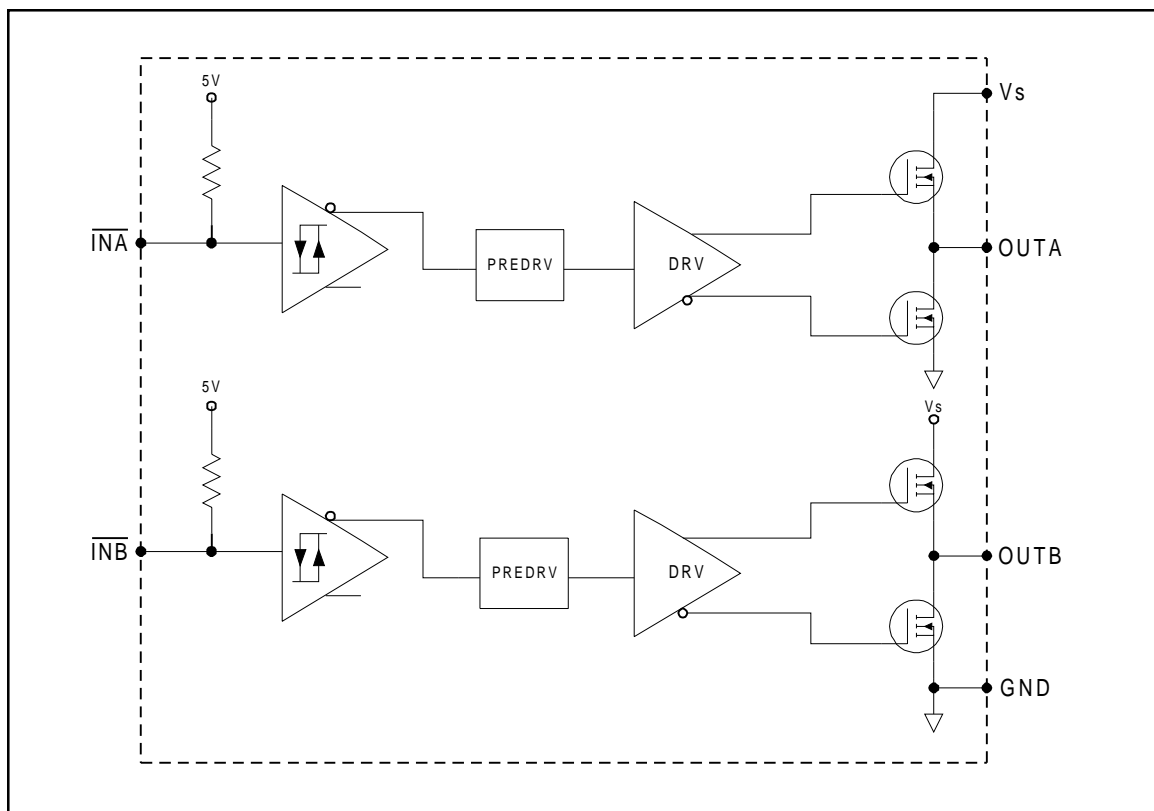 5V
Vs
INA
PREDRV
DRV
OUTA
5V
Vs
INB
PREDRV
DRV
OUTB
GND